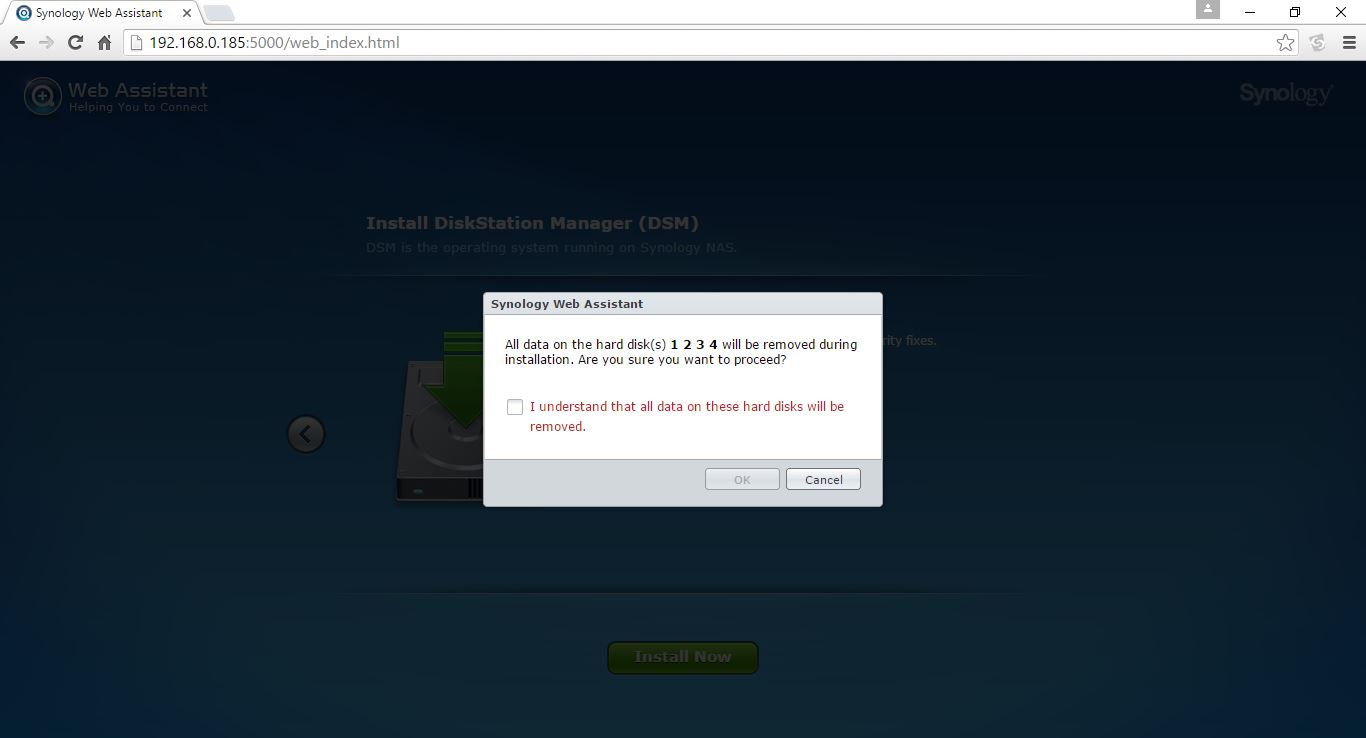 Synology Web Assistant
192.168.0.185:5000/web_index.html
Web Assistant
Helping You to Connect
Synology
Install DiskStation Manager (DSM)
DSM is the operating system running on Synology NAS.
Synology Web Assistant
All data on the hard disk(s) 1 2 3 4 will be removed during
installation. Are you sure you want to proceed?
fixes.
I understand that all data on these hard disks will be
removed.
OK
Cancel
Install Now